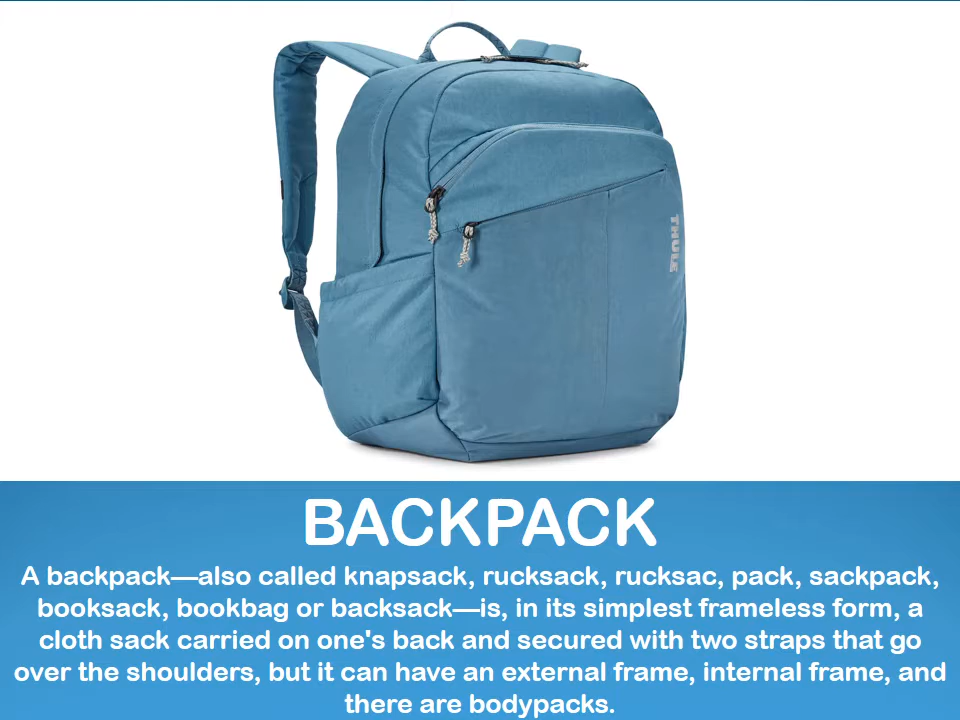 THULE
BACKPACK
A backpack—also called knapsack, rucksack, rucksac, pack, sackpack,
booksack, bookbag or backsack—is, in its simplest frameless form, a
cloth sack carried on one's back and secured with two straps that go
over the shoulders, but it can have an external frame, internal frame, and
there are bodypacks.